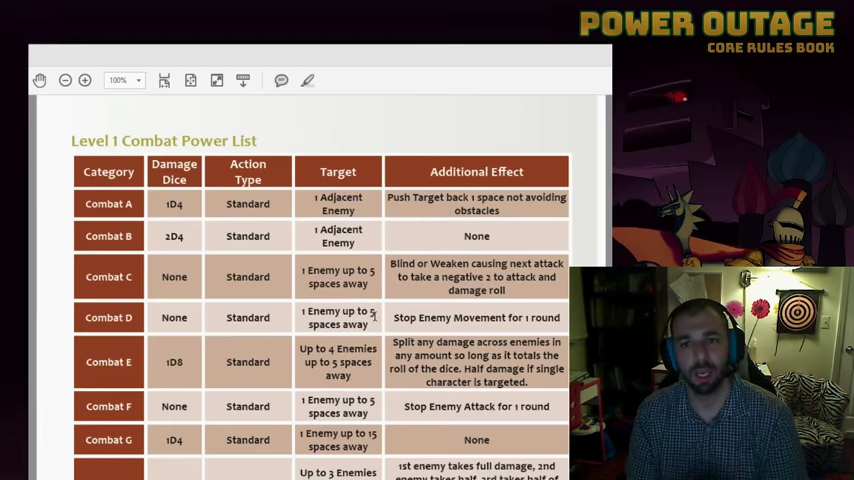 POWER OUTAGE
CORE RULES BOOK
100%
Level 1 Combat Power List
Category
Damage
Dice
Action
Type
Target
Additional Effect
Combat A
1D4
Standard
1 Adjacent
Enemy
Push Target back 1 space not avoiding
obstacles
Combat B
2D4
Standard
1 Adjacent
Enemy
None
Combat C
None
Standard
1 Enemy up to 5
spaces away
Blind or Weaken causing next attack
to take a negative 2 to attack and
damage roll
Combat D
None
Standard
1 Enemy up to 5
spaces away
Stop Enemy Movement for 1 round
Combat E
1D8
Standard
Up to 4 Enemies
up to 5 spaces
away
Split any damage across enemies in
any amount so long as it totals the
roll of the dice. Half damage if single
character is targeted.
Combat F
None
Standard
1 Enemy up to 5
spaces away
Stop Enemy Attack for 1 round
Combat G
1D4
Standard
1 Enemy up to 15
spaces away
None
Up to 3 Enemies
1st enemy takes full damage, 2nd
enemy takes half, 3rd takes half of